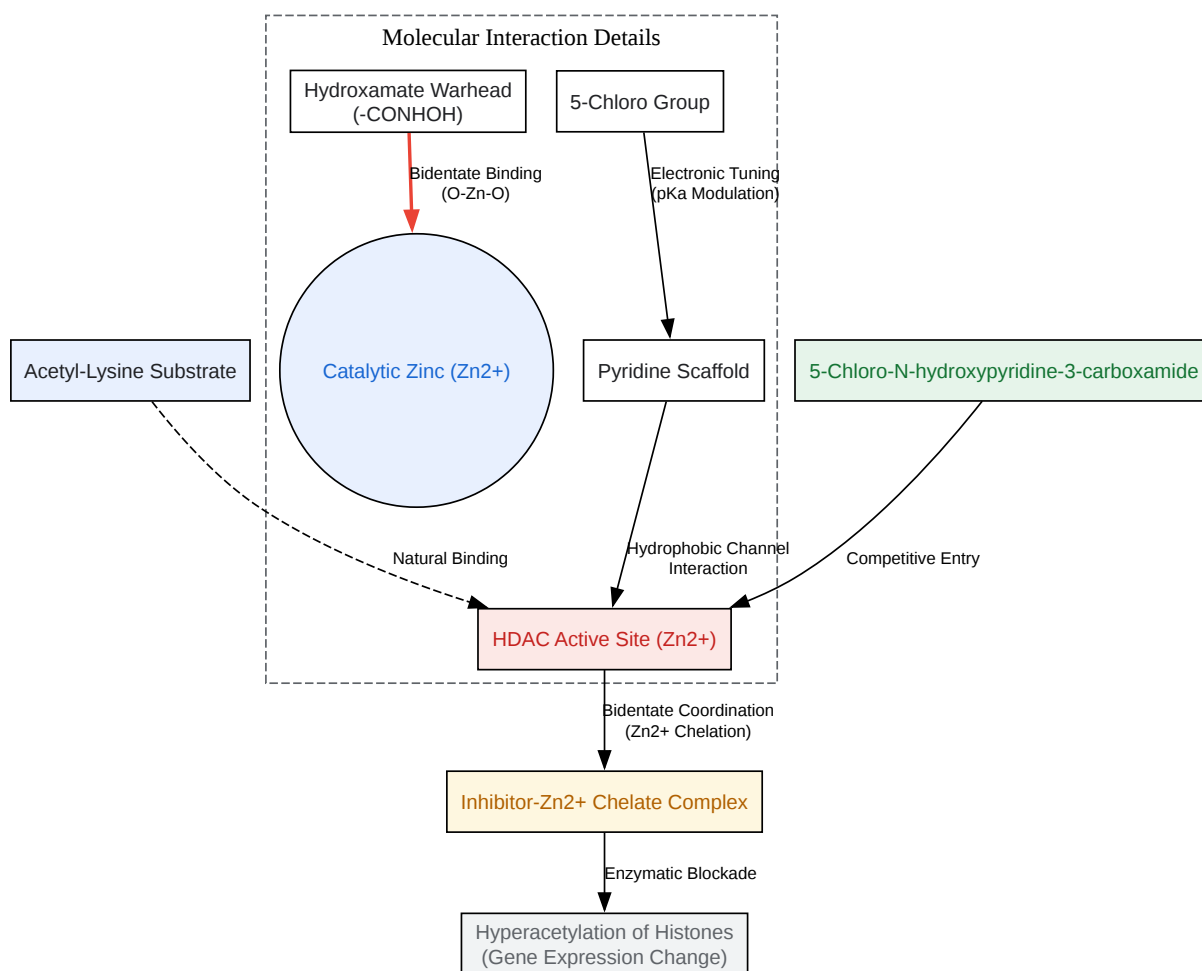 Molecular Interaction Details
Hydroxamate Warhead
(-CONHOH)
5-Chloro Group
Bidentate Binding
(O-Zn-O)
Electronic Tuning
(pKa Modulation)
Acetyl-Lysine Substrate
Catalytic Zinc (Zn2+)
Pyridine Scaffold
5-Chloro-N-hydroxypyridine-3-carboxamide
Natural Binding
Hydrophobic Channel
Interaction
Competitive Entry
HDAC Active Site (Zn2+)
Bidentate Coordination
(Zn2+ Chelation)
Inhibitor-Zn2+ Chelate Complex
Enzymatic Blockade
Hyperacetylation of Histones
(Gene Expression Change)